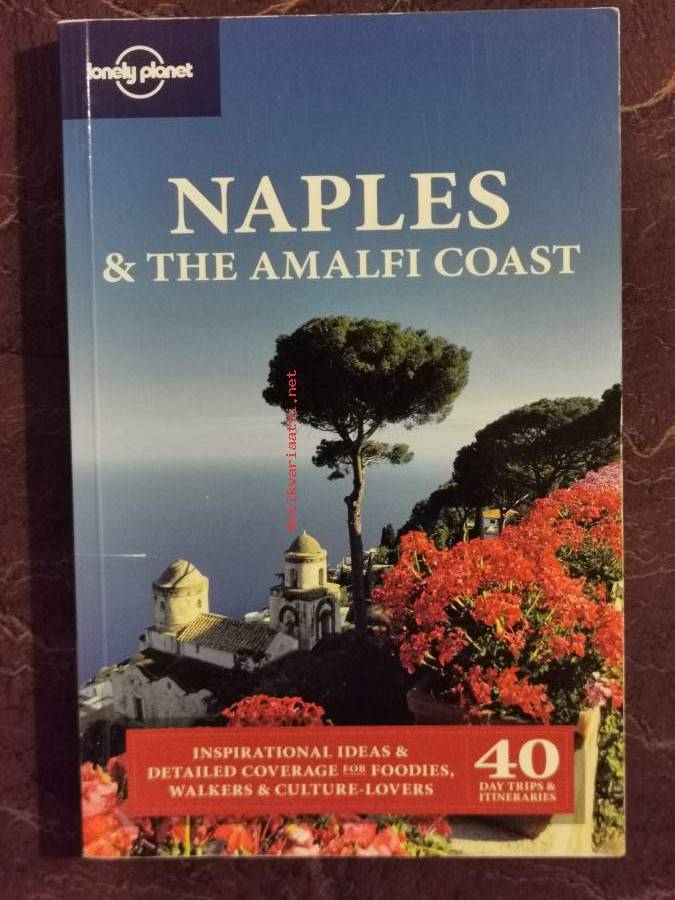 lonely planet
NAPLES
& THE AMALFI COAST
antikvariaatti.net
INSPIRATIONAL IDEAS &
DETAILED COVERAGE FOR FOODIES,
WALKERS & CULTURE-LOVERS
40
DAY TRIPS &
ITINERARIES